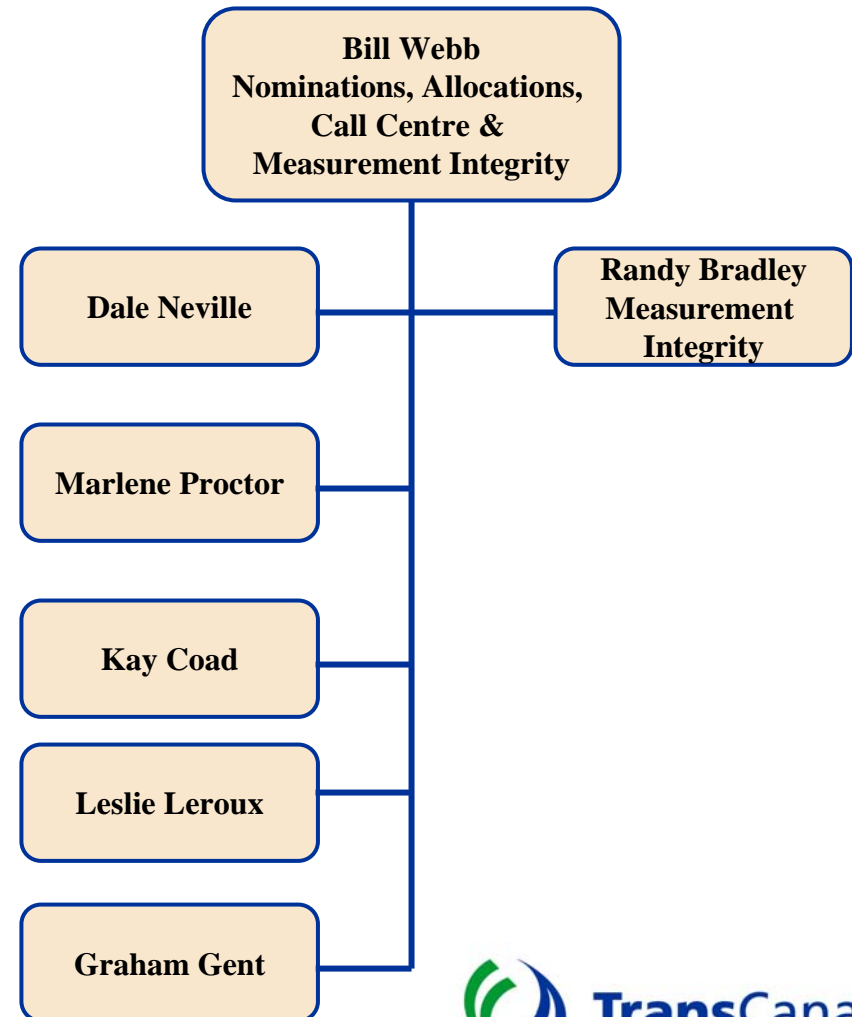 Bill Webb
Nominations, Allocations,
Call Centre &
Measurement Integrity
Dale Neville
Randy Bradley
Measurement
Integrity
Marlene Proctor
Kay Coad
Leslie Leroux
Graham Gent
TransCana